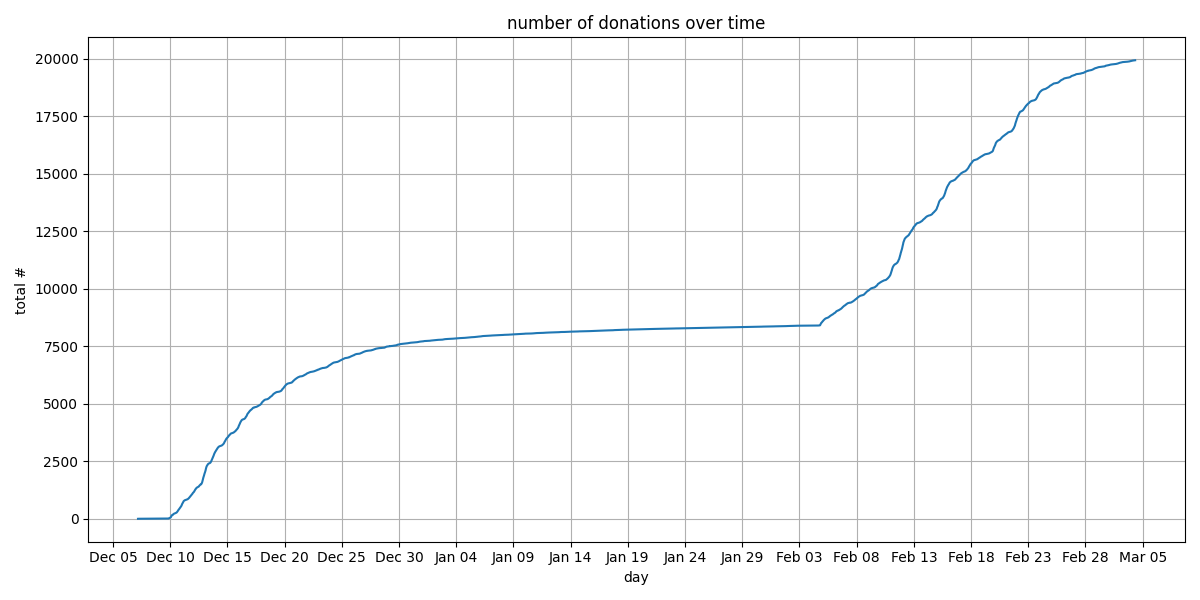 number of donations over time
total #
20000
17500
15000
12500
10000
7500
5000
2500
0
Dec 05 Dec 10 Dec 15 Dec 20 Dec 25 Dec 30 Jan 04 Jan 09 Jan 14 Jan 19 Jan 24 Jan 29 Feb 03 Feb 08 Feb 13 Feb 18 Feb 23 Feb 28 Mar 05
day